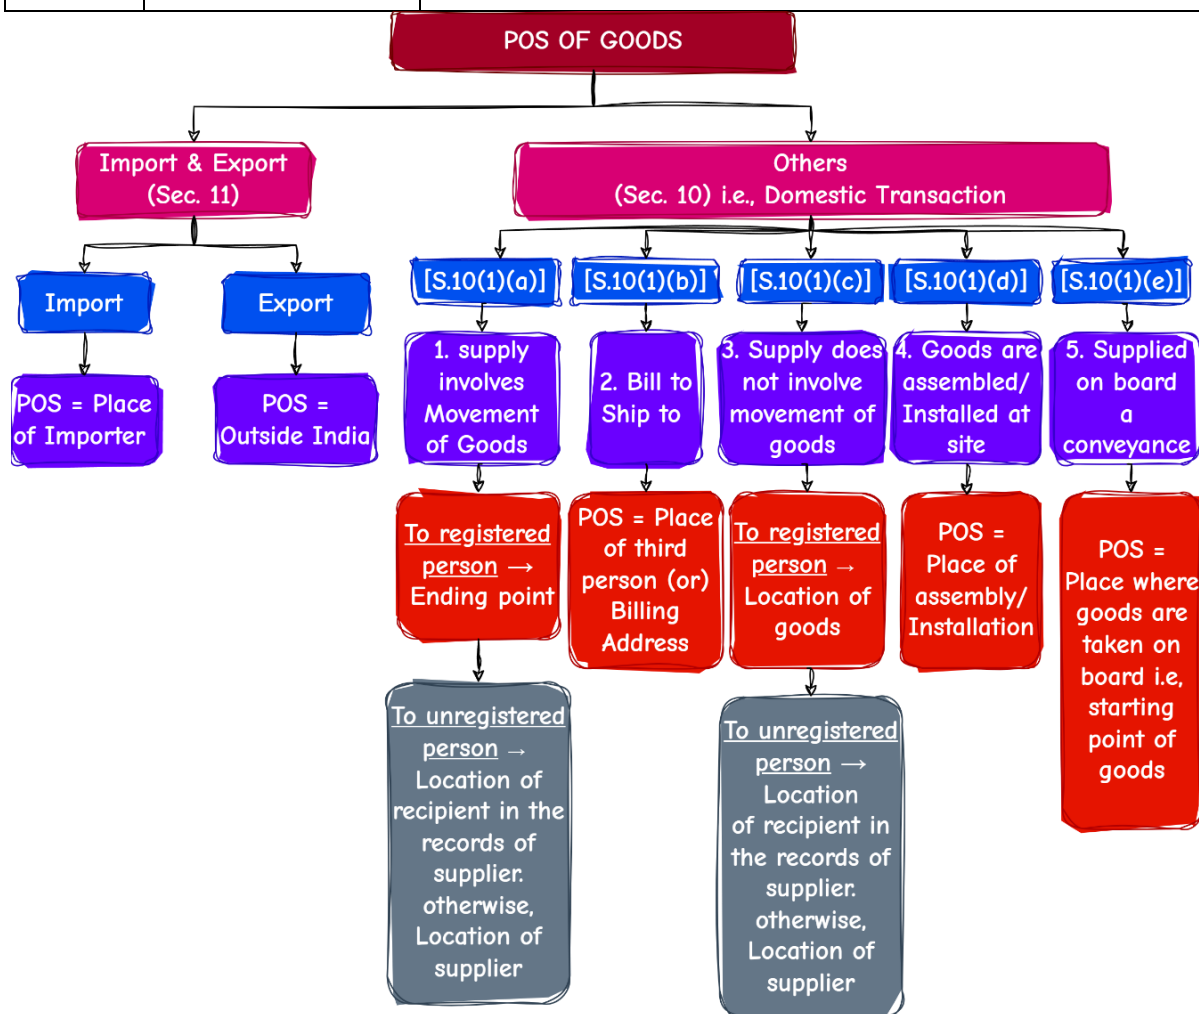 POS OF GOODS
Import & Export
(Sec. 11)
Others
(Sec. 10) i.e., Domestic Transaction
Import
Export
[S.10(1)(a)]
[S.10(1)(b)]
[S.10(1)(c)]
[S.10(1)(d)]
[S.10(1)(e)]
POS = Place
of Importer
POS =
Outside India
1. supply
involves
Movement
of Goods
2. Bill to
Ship to
3. Supply does
not involve
movement of
goods
4. Goods are
assembled/
Installed at
site
5. Supplied
on board
a
conveyance
To registered
person →
Ending point
POS = Place
of third
person (or)
Billing
Address
To registered
person →
Location of
goods
POS =
Place of
assembly/
Installation
POS =
Place where
goods are
taken on
board i.e,
starting
point of
goods
To unregistered
person →
Location of
recipient in the
records of
supplier.
otherwise,
Location of
supplier
To unregistered
person →
Location
of recipient in
the records of
supplier.
otherwise,
Location of
supplier